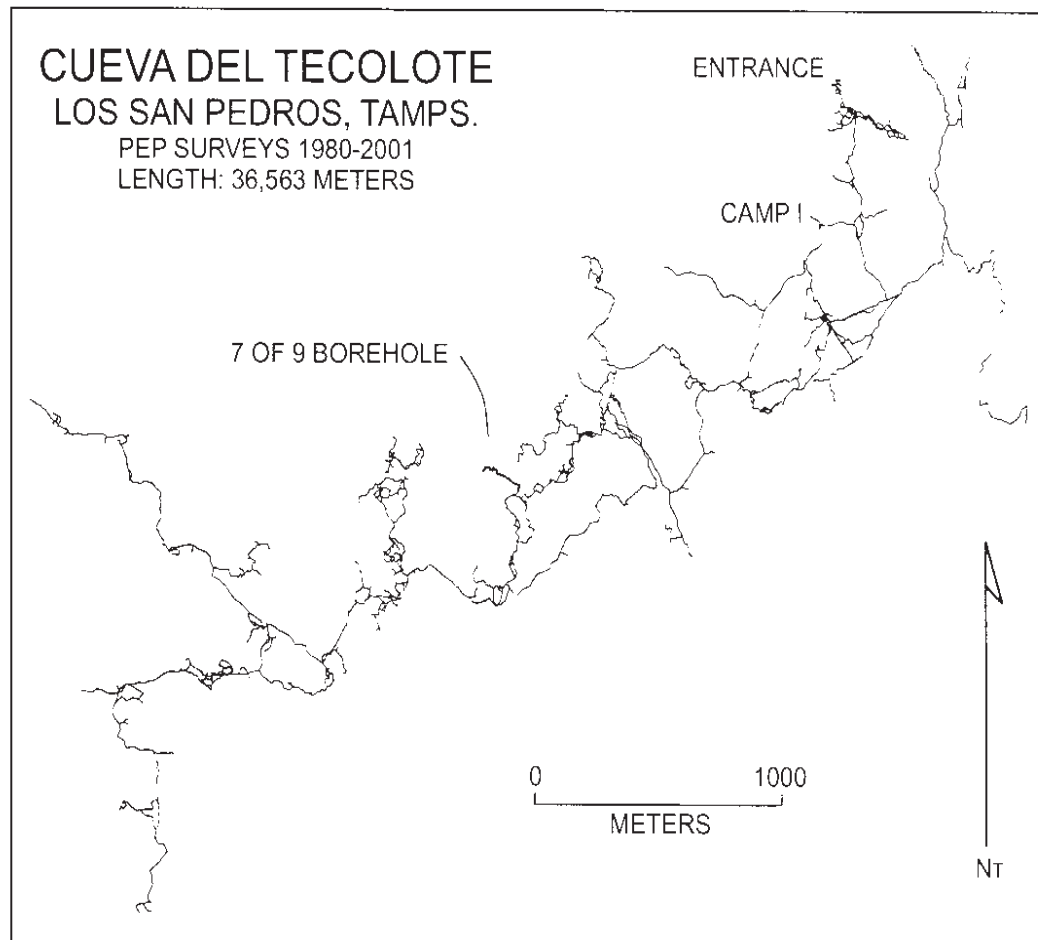 CUEVA DEL TECOLOTE
LOS SAN PEDROS, TAMPS.
PEP SURVEYS 1980-2001
LENGTH: 36,563 METERS
ENTRANCE
CAMP I
7 OF 9 BOREHOLE
0 1000
METERS
NT